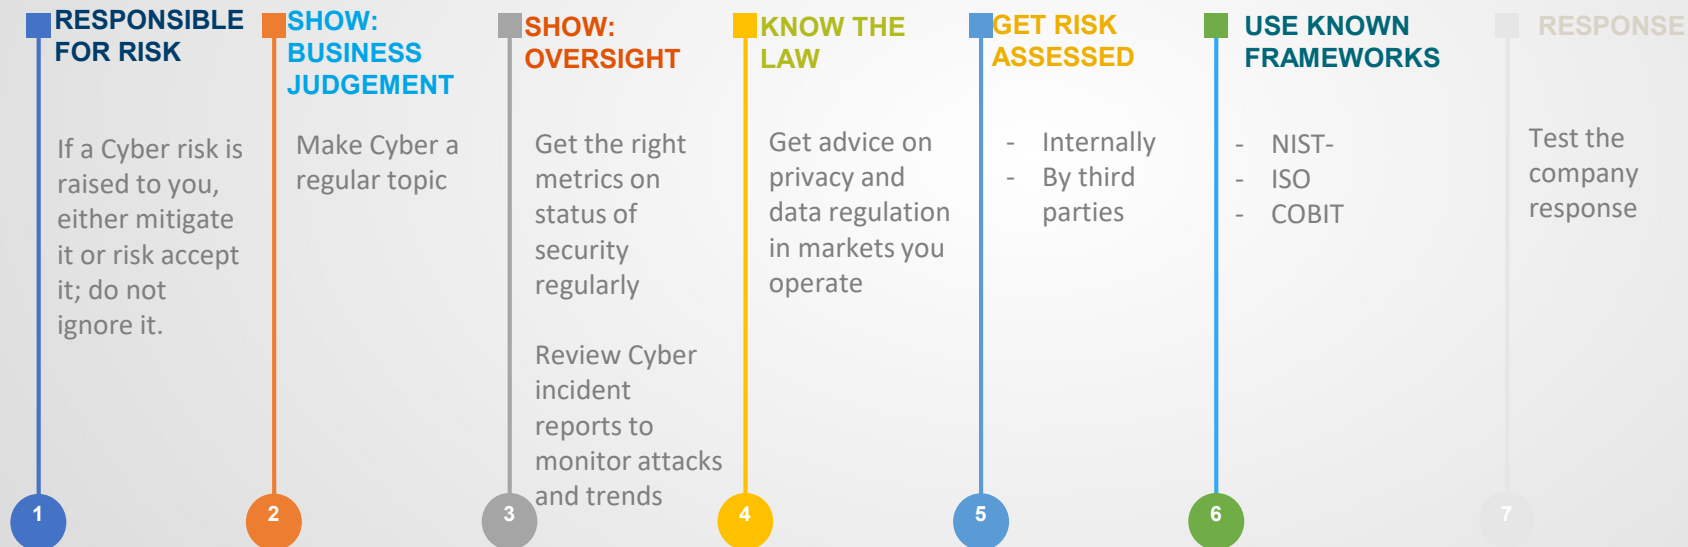 RESPONSIBLE
FOR RISK
If a Cyber risk is
raised to you,
either mitigate
it or risk accept
it; do not
ignore it.
1
SHOW:
BUSINESS
JUDGEMENT
Make Cyber a
regular topic
2
SHOW:
OVERSIGHT
Get the right
metrics on
status of
security
regularly
Review Cyber
incident
reports to
monitor attacks
and trends
3
KNOW THE
LAW
Get advice on
privacy and
data regulation
in markets you
operate
4
GET RISK
ASSESSED
- Internally
- By third
parties
5
USE KNOWN
FRAMEWORKS
- NIST-
- ISO
- COBIT
6
RESPONSE
Test the
company
response
7